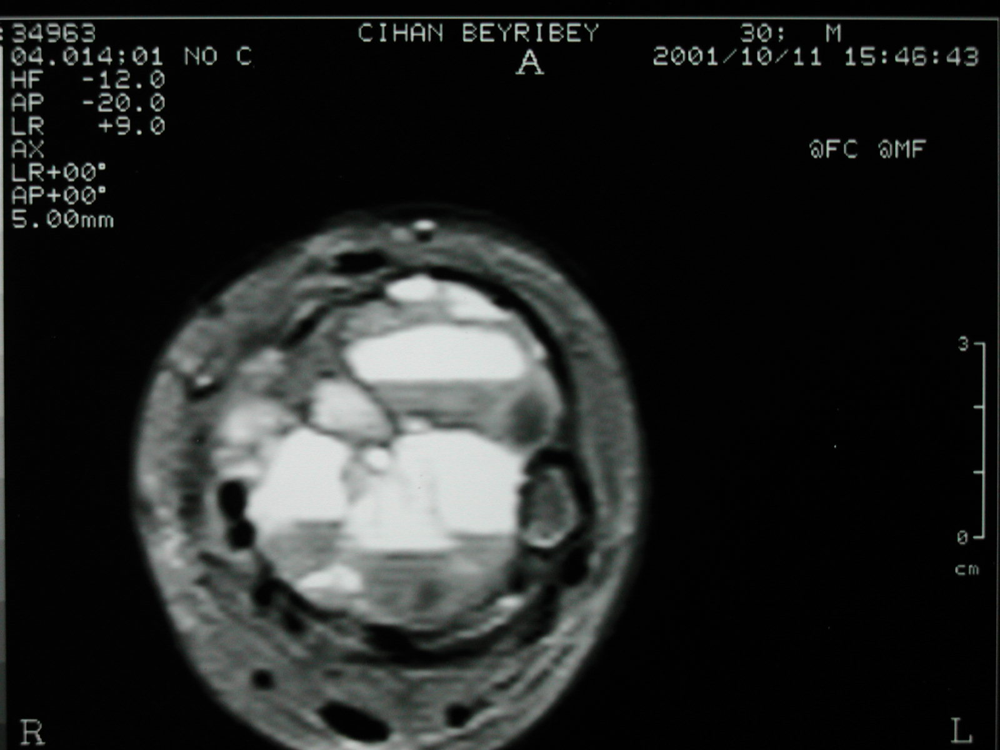 34963
CIHAN BEYRIBEY
30; M
04.014;01 NO C
A
2001/10/11 15:46:43
HF -12.0
AP -20.0
LR +9.0
AX
@FC @MF
LR+00°
AP+00°
5.00mm
3
0
cm
R
L